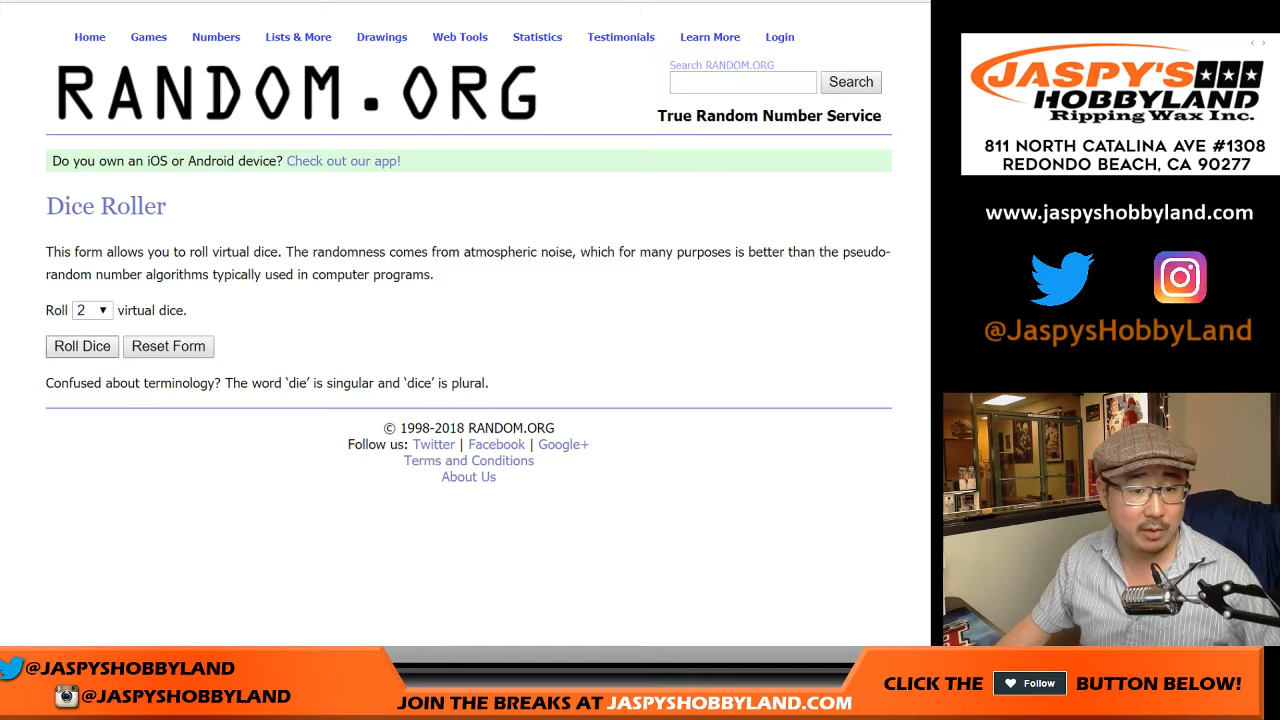 Home Games Numbers Lists & More Drawings Web Tools Statistics Testimonials Learn More Login
RANDOM.ORG
Search RANDOM.ORG
Search
True Random Number Service
Do you own an iOS or Android device? Check out our app!
Dice Roller
This form allows you to roll virtual dice. The randomness comes from atmospheric noise, which for many purposes is better than the pseudo-
random number algorithms typically used in computer programs.
Roll 2 virtual dice.
Roll Dice Reset Form
Confused about terminology? The word ‘die’ is singular and ‘dice’ is plural.
© 1998-2018 RANDOM.ORG
Follow us: Twitter | Facebook | Google+
Terms and Conditions
About Us
JASPY'S
HOBBYLAND
Ripping Wax Inc.
811 NORTH CATALINA AVE #1308
REDONDO BEACH, CA 90277
www.jaspyshobbyland.com
@JaspysHobbyLand
@JASPYSHOBBYLAND
@JASPYSHOBBYLAND
JOIN THE BREAKS AT JASPYSHOBBYLAND.COM
CLICK THE Follow BUTTON BELOW!